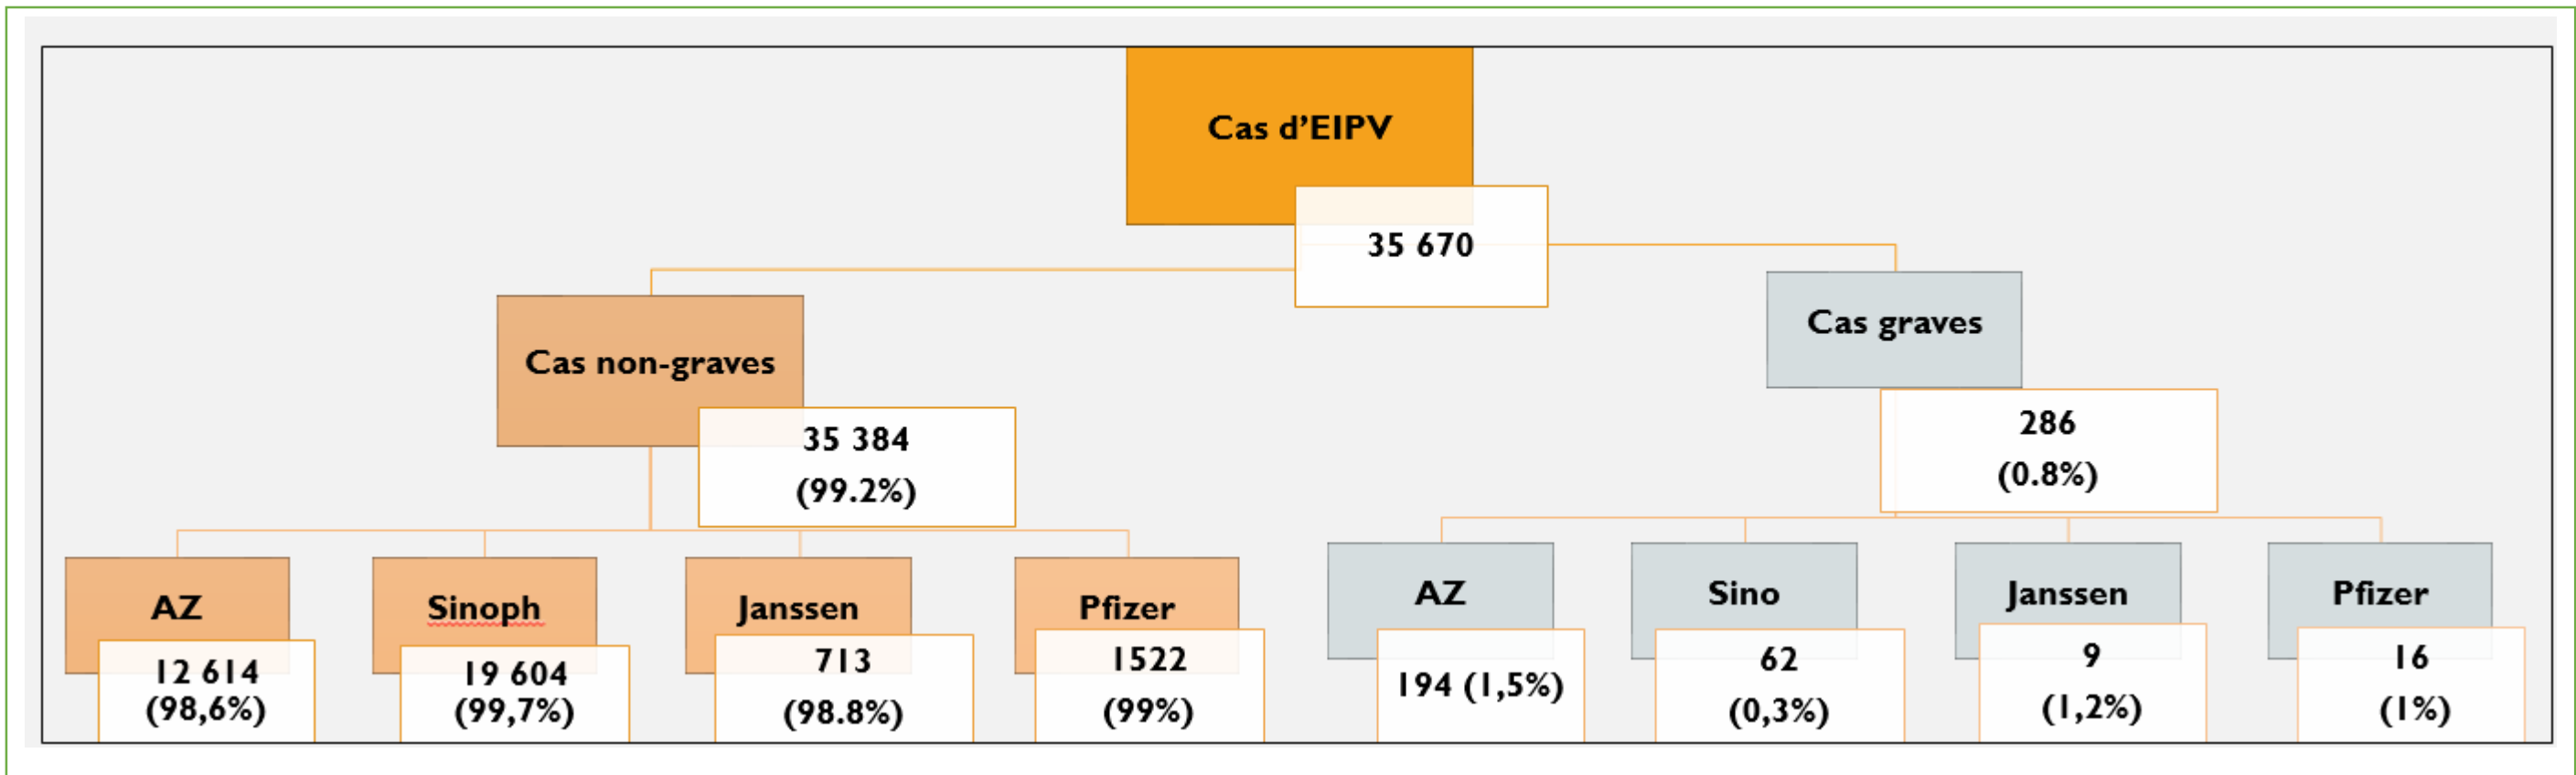 Cas d'EIPV
35 670
Cas non-graves
35 384
(99.2%)
Cas graves
286
(0.8%)
AZ
12 614
(98,6%)
Sinoph
19 604
(99,7%)
Janssen
713
(98.8%)
Pfizer
1522
(99%)
AZ
194 (1,5%)
Sino
62
(0,3%)
Janssen
9
(1,2%)
Pfizer
16
(1%)